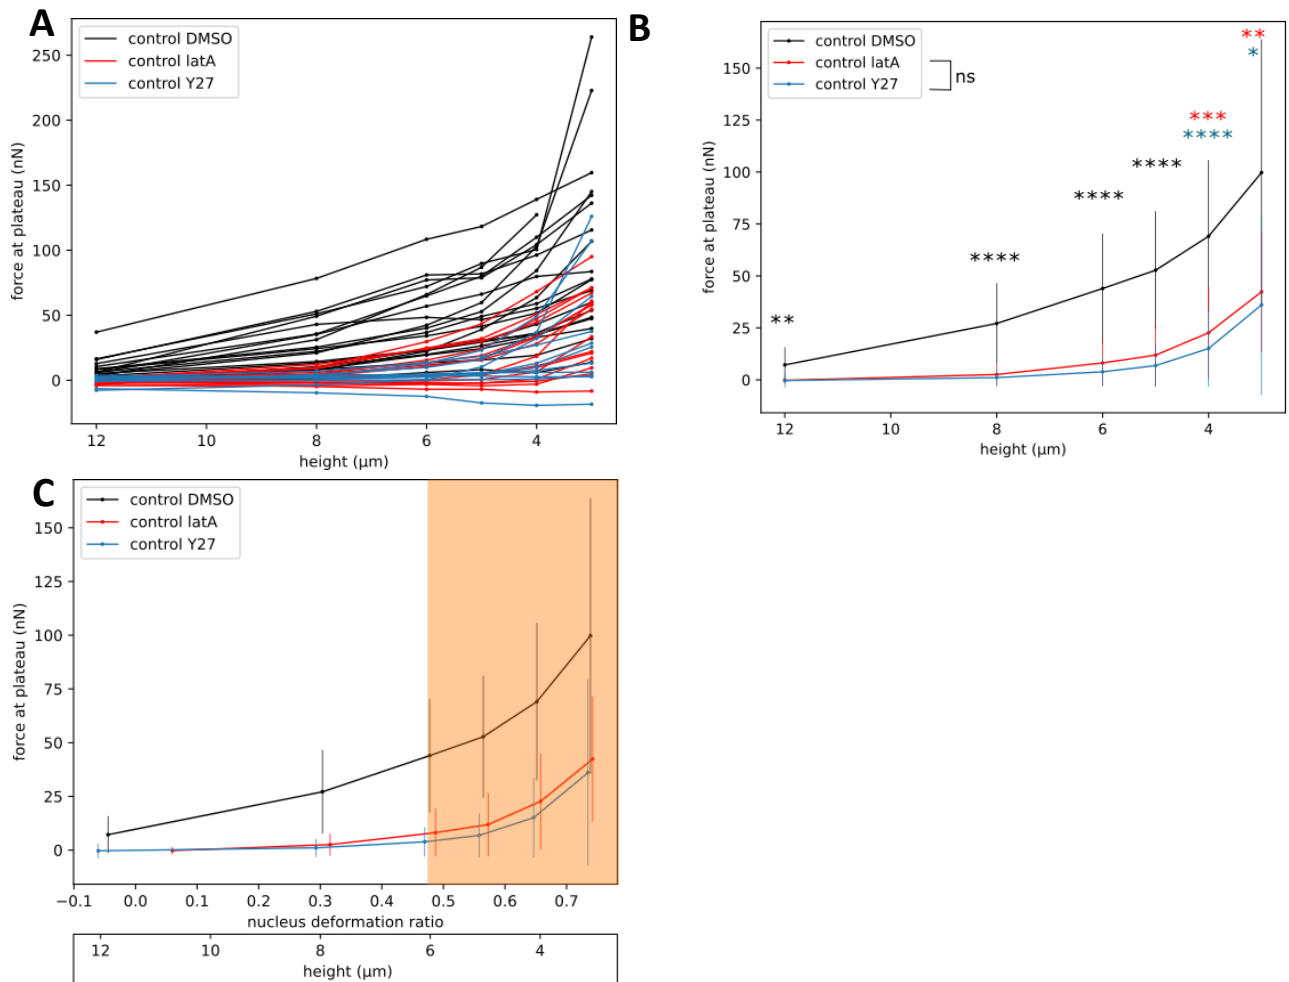 A
control DMSO
control latA
control Y27
250
200
150
100
50
0
force at plateau (nN)
12 10 8 6 4
height (μm)
B
control DMSO
control latA
control Y27
ns
**
*
***
****
****
****
****
**
150
125
100
75
50
25
0
force at plateau (nN)
12 10 8 6 4
height (μm)
C
control DMSO
control latA
control Y27
150
125
100
75
50
25
0
force at plateau (nN)
−0.1 0.0 0.1 0.2 0.3 0.4 0.5 0.6 0.7
nucleus deformation ratio
12 10 8 6 4
height (μm)